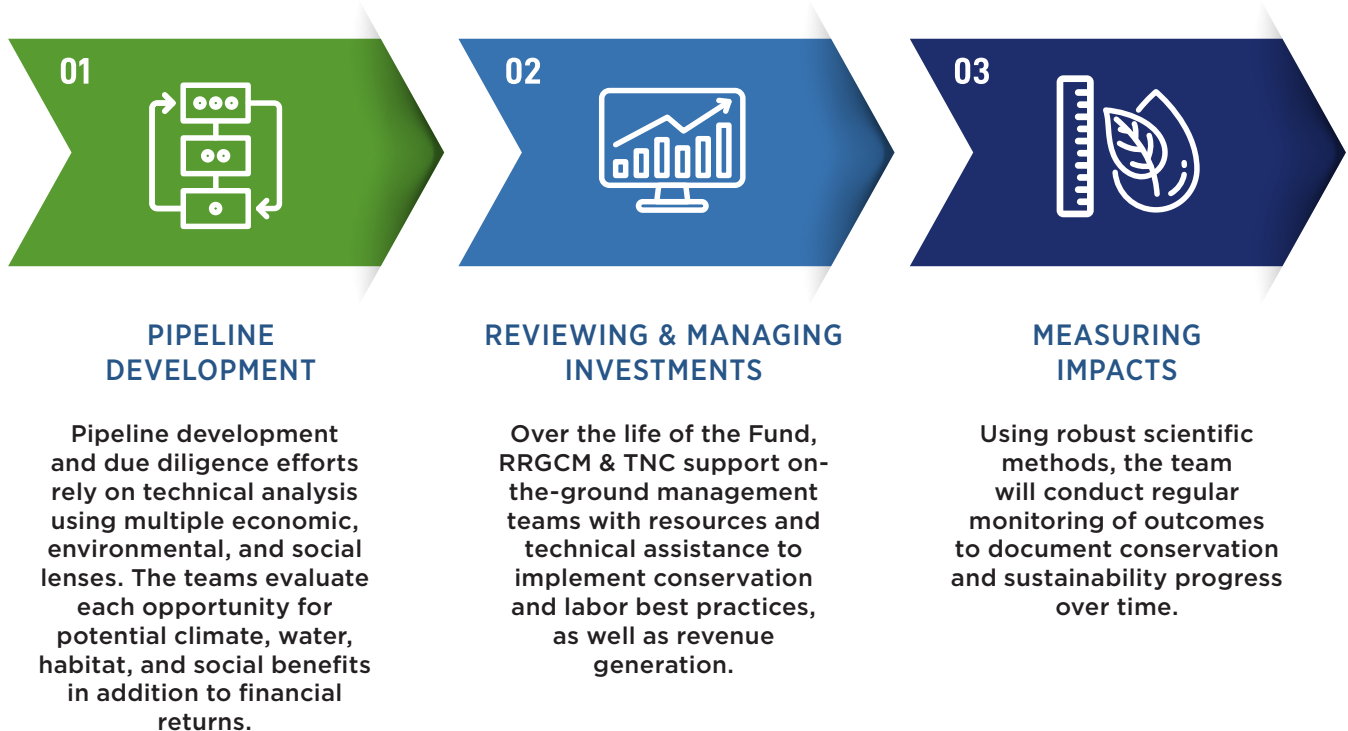 01
PIPELINE
DEVELOPMENT
Pipeline development
and due diligence efforts
rely on technical analysis
using multiple economic,
environmental, and social
lenses. The teams evaluate
each opportunity for
potential climate, water,
habitat, and social benefits
in addition to financial
returns.
02
REVIEWING & MANAGING
INVESTMENTS
Over the life of the Fund,
RRGCM & TNC support on-
the-ground management
teams with resources and
technical assistance to
implement conservation
and labor best practices,
as well as revenue
generation.
03
MEASURING
IMPACTS
Using robust scientific
methods, the team
will conduct regular
monitoring of outcomes
to document conservation
and sustainability progress
over time.